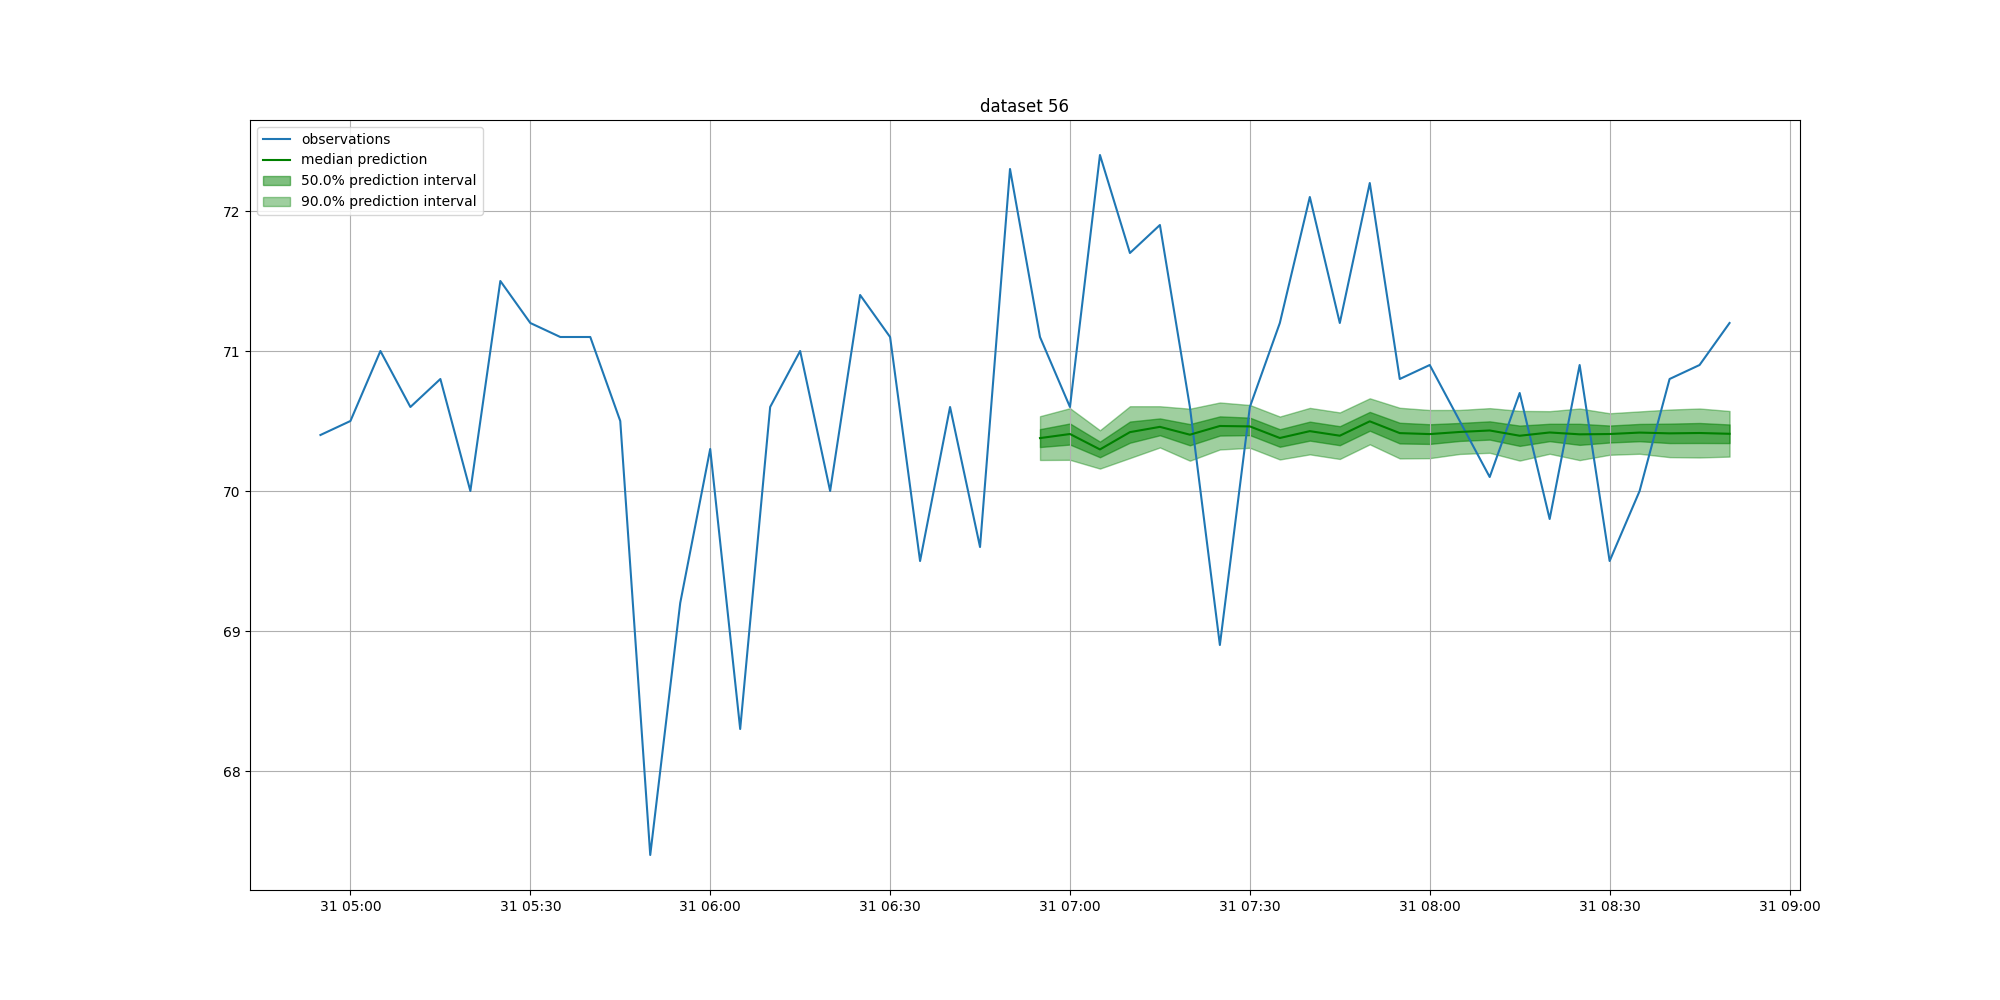 dataset 56
observations
median prediction
50.0% prediction interval
90.0% prediction interval
72
71
70
69
68
31 05:00 31 05:30 31 06:00 31 06:30 31 07:00 31 07:30 31 08:00 31 08:30 31 09:00